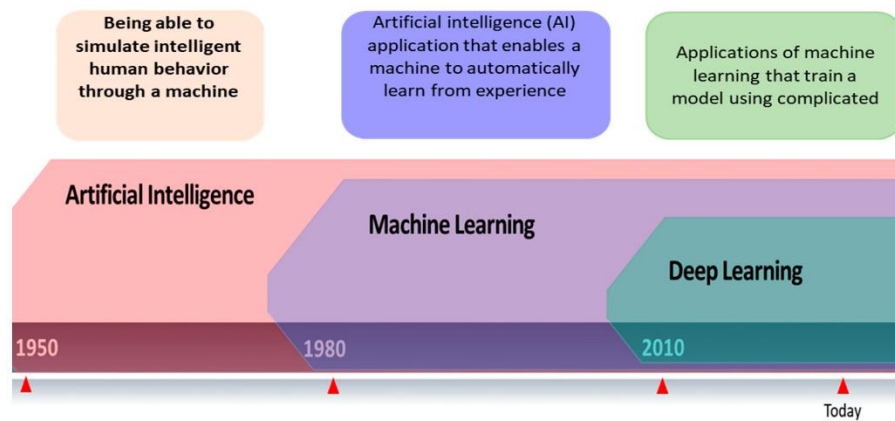 Being able to
simulate intelligent
human behavior
through a machine
Artificial intelligence (AI)
application that enables a
machine to automatically
learn from experience
Applications of machine
learning that train a
model using complicated
Artificial Intelligence
Machine Learning
Deep Learning
1950
1980
2010
Today